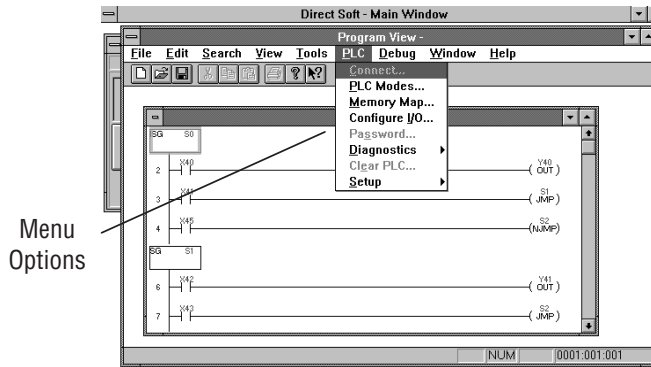 Direct Soft - Main Window
Program View -
File Edit Search View Tools PLC Debug Window Help
Connect...
PLC Modes...
Memory Map...
Configure I/O...
Password...
Diagnostics
Clear PLC...
Setup
SG S0
X40 Y40
2 OUT
X41 S1
3 JMP
X45 S2
4 NJMP
SG S1
X42 Y41
6 OUT
X43 S2
7 JMP
Menu
Options
NUM 0001:001:001